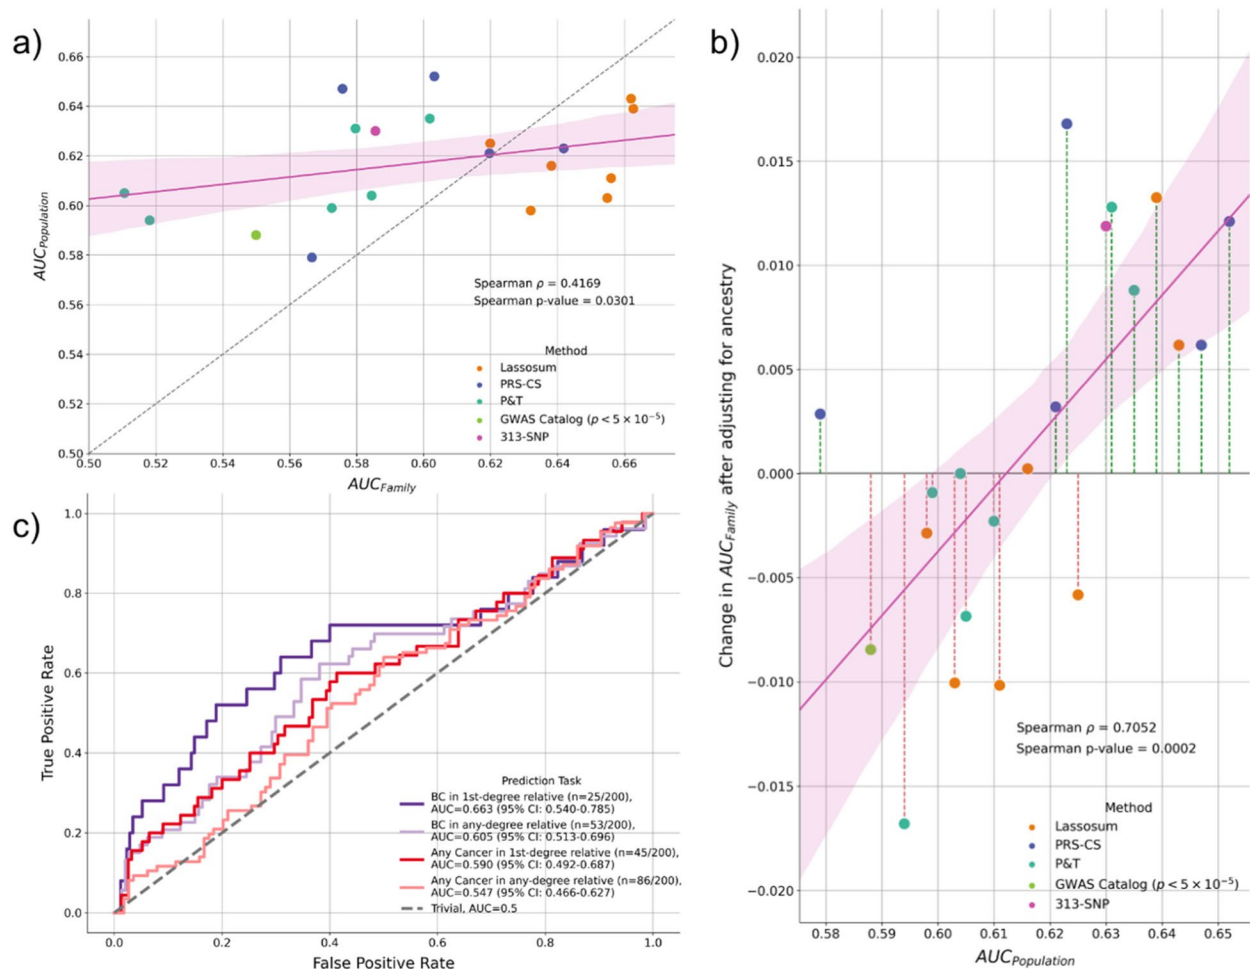 a)
0.66
0.64
0.62
0.60
0.58
0.56
0.54
0.52
0.50
AUC_Population
Spearman ρ = 0.4169
Spearman p-value = 0.0301
Method
Lassosum
PRS-CS
P&T
GWAS Catalog (p < 5 × 10⁻⁵)
313-SNP
0.50 0.52 0.54 0.56 0.58 0.60 0.62 0.64 0.66
AUC_Family
b)
0.020
0.015
0.010
0.005
0.000
−0.005
−0.010
−0.015
−0.020
Change in AUC_Family after adjusting for ancestry
Spearman ρ = 0.7052
Spearman p-value = 0.0002
Method
Lassosum
PRS-CS
P&T
GWAS Catalog (p < 5 × 10⁻⁵)
313-SNP
0.58 0.59 0.60 0.61 0.62 0.63 0.64 0.65
AUC_Population
c)
1.0
0.8
0.6
0.4
0.2
0.0
True Positive Rate
Prediction Task
BC in 1st-degree relative (n=25/200),
AUC=0.663 (95% CI: 0.540-0.785)
BC in any-degree relative (n=53/200),
AUC=0.605 (95% CI: 0.513-0.696)
Any Cancer in 1st-degree relative (n=45/200),
AUC=0.590 (95% CI: 0.492-0.687)
Any Cancer in any-degree relative (n=86/200),
AUC=0.547 (95% CI: 0.466-0.627)
Trivial, AUC=0.5
0.0 0.2 0.4 0.6 0.8 1.0
False Positive Rate